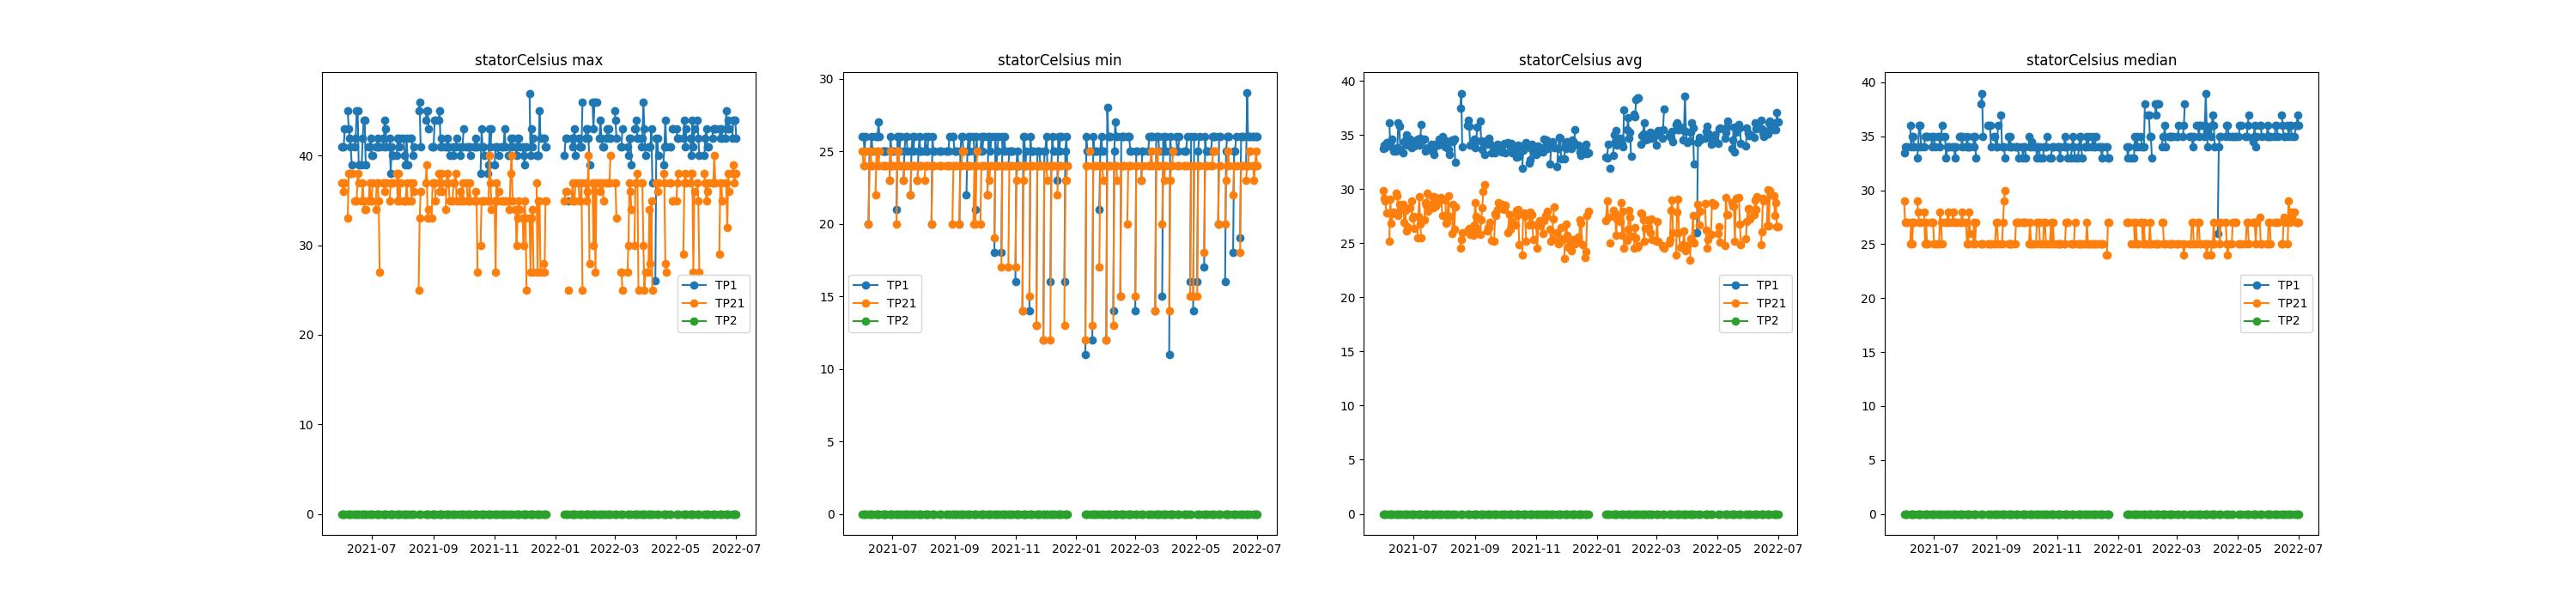 statorCelsius max
40
30
20
10
0
2021-07 2021-09 2021-11 2022-01 2022-03 2022-05 2022-07
TP1
TP21
TP2
statorCelsius min
30
25
20
15
10
5
0
2021-07 2021-09 2021-11 2022-01 2022-03 2022-05 2022-07
TP1
TP21
TP2
statorCelsius avg
40
35
30
25
20
15
10
5
0
2021-07 2021-09 2021-11 2022-01 2022-03 2022-05 2022-07
TP1
TP21
TP2
statorCelsius median
40
35
30
25
20
15
10
5
0
2021-07 2021-09 2021-11 2022-01 2022-03 2022-05 2022-07
TP1
TP21
TP2